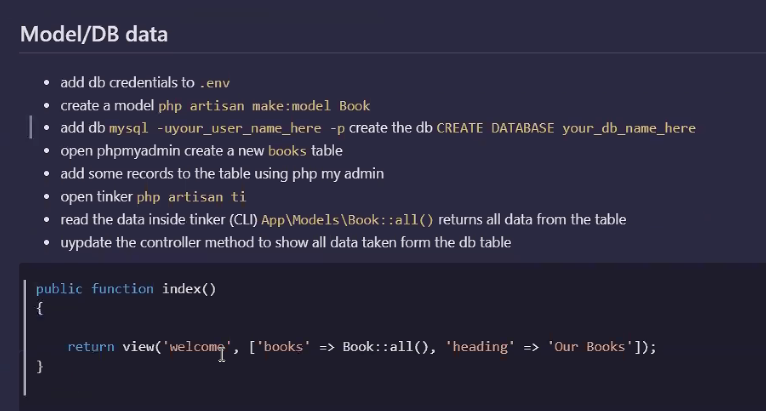 Model/DB data
add db credentials to .env
create a model php artisan make:model Book
add db mysql -uyour_user_name_here -p create the db CREATE DATABASE your_db_name_here
open phpmyadmin create a new books table
add some records to the table using php my admin
open tinker php artisan ti
read the data inside tinker (CLI) App\Models\Book::all() returns all data from the table
uypdate the controller method to show all data taken form the db table
public function index()
{
return view('welcome', ['books' => Book::all(), 'heading' => 'Our Books']);
}